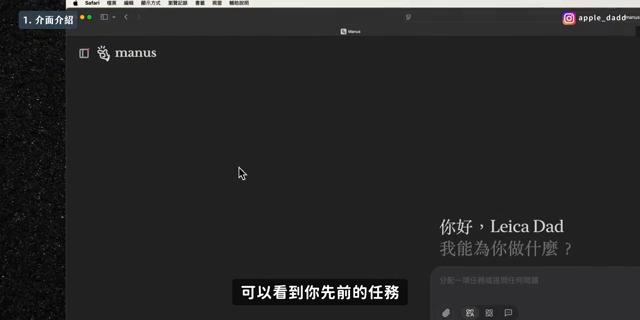 1. 介面介紹
Safari 檔案 編輯 顯示方式 瀏覽記錄 書籤 視窗 輔助說明
apple_dadd
manus
Manus
manus
你好，Leica Dad
我能為你做什麼？
分配一項任務或提問任何問題
可以看到你先前的任務